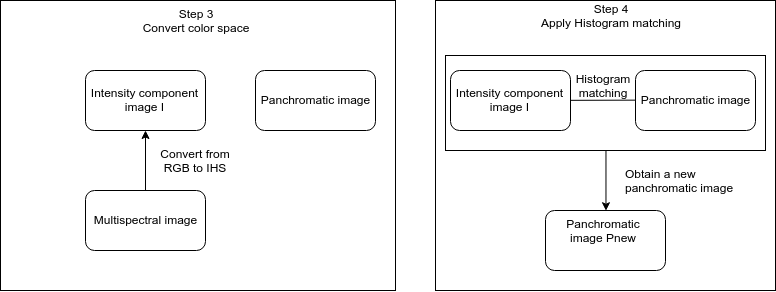 Step 3
Convert color space
Intensity component
image I
Panchromatic image
Convert from
RGB to IHS
Multispectral image
Step 4
Apply Histogram matching
Intensity component
image I
Histogram
matching
Panchromatic image
Obtain a new
panchromatic image
Panchromatic
image Pnew